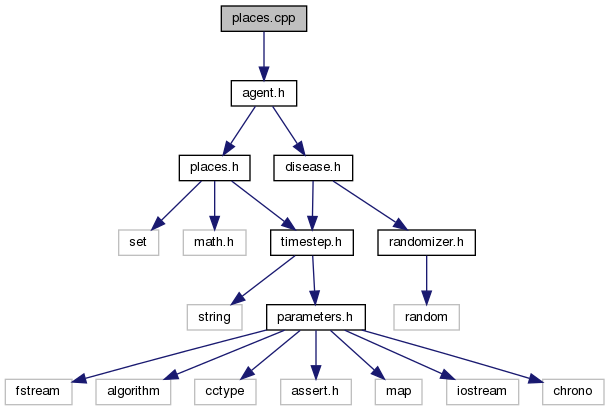 places.cpp
agent.h
places.h
disease.h
set
math.h
timestep.h
randomizer.h
string
parameters.h
random
fstream
algorithm
cctype
assert.h
map
iostream
chrono